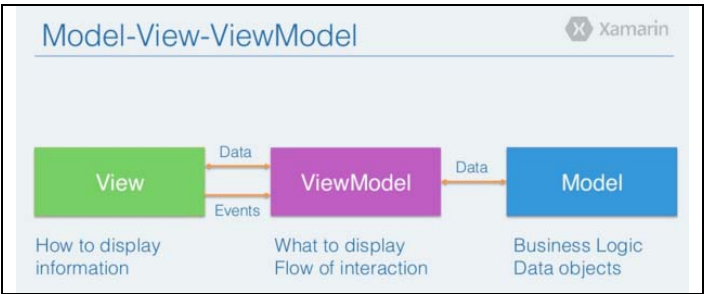 Model-View-ViewModel
Xamarin
Data
Data
View
ViewModel
Model
Events
How to display
information
What to display
Flow of interaction
Business Logic
Data objects